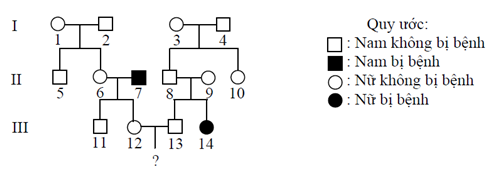 I
1
2
3
4
Quy ước:
: Nam không bị bệnh
: Nam bị bệnh
: Nữ không bị bệnh
: Nữ bị bệnh
II
5
6
7
8
9
10
III
11
12
13
14
?